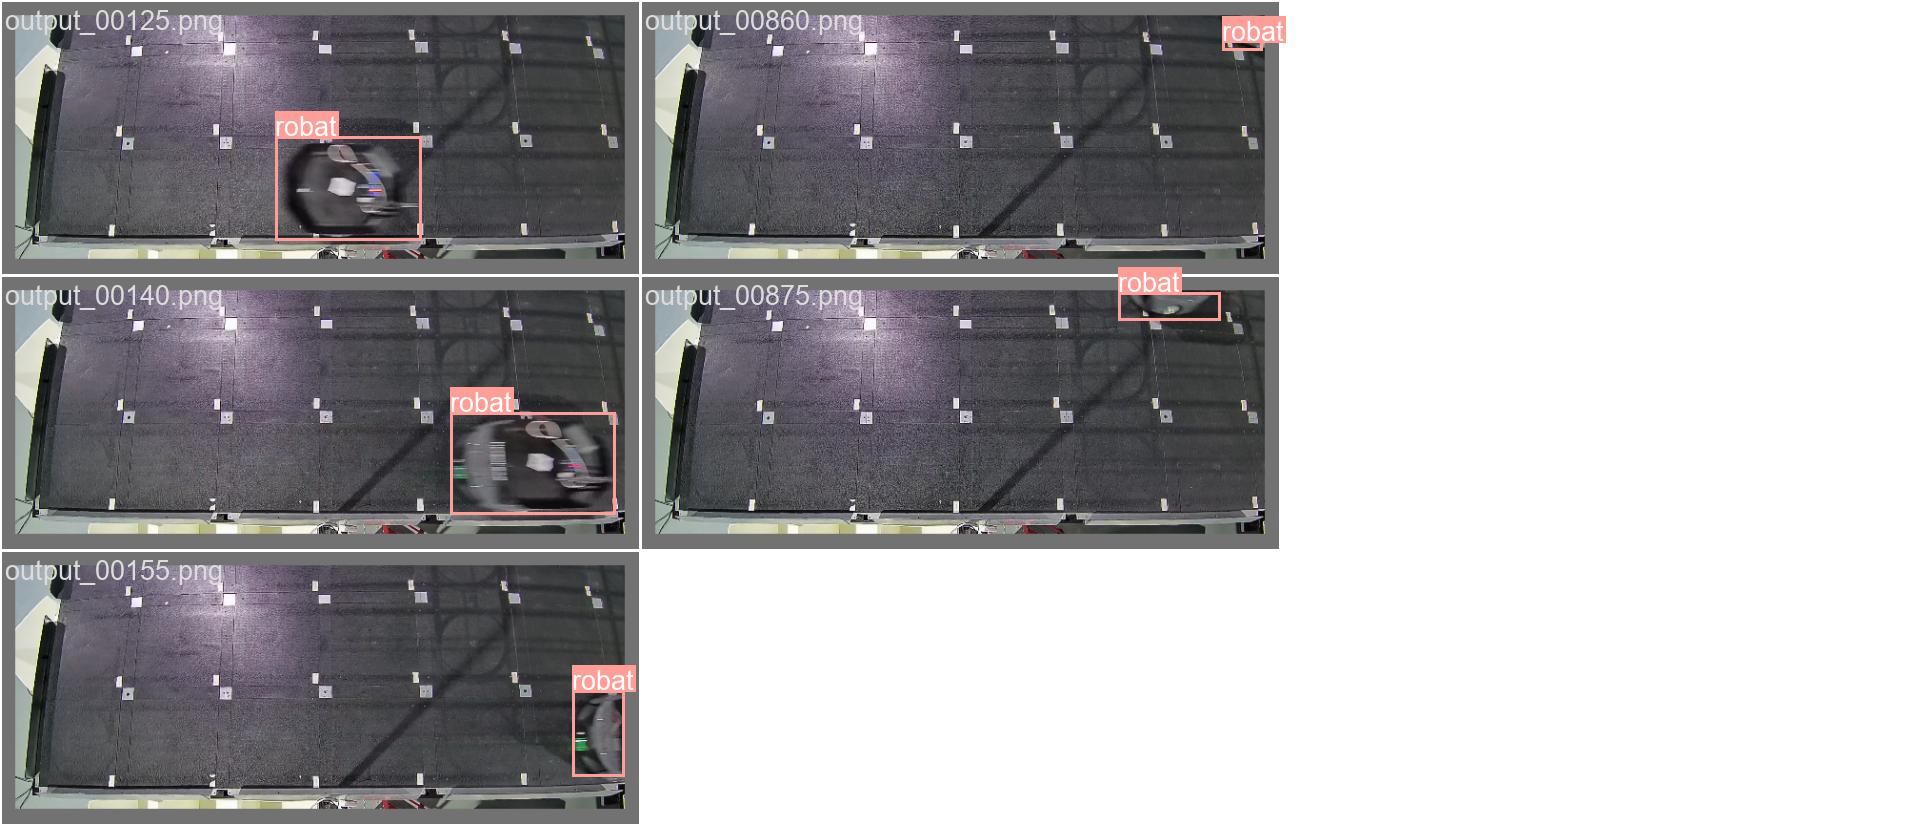 output_00125.png
robat
output_00860.png
robat
output_00140.png
robat
output_00875.png
robat
output_00155.png
robat